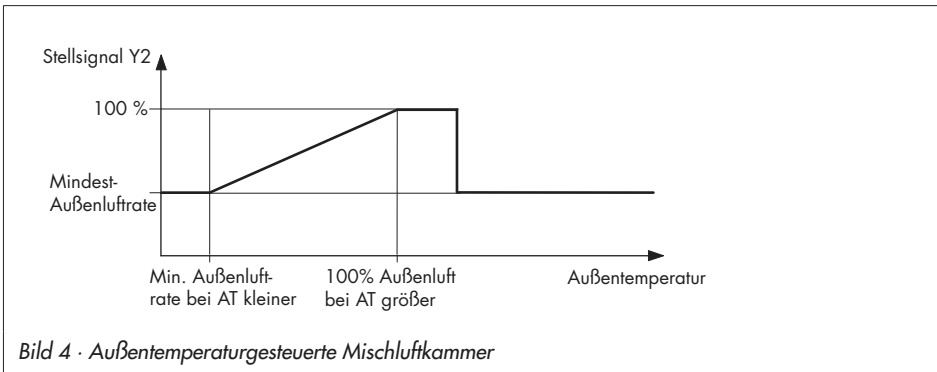 Stellsignal Y2
100 %
Mindest-
Außenluftrate
Min. Außenluft-
rate bei AT kleiner
100% Außenluft
bei AT größer
Außentemperatur
Bild 4 · Außentemperaturgesteuerte Mischluftkammer